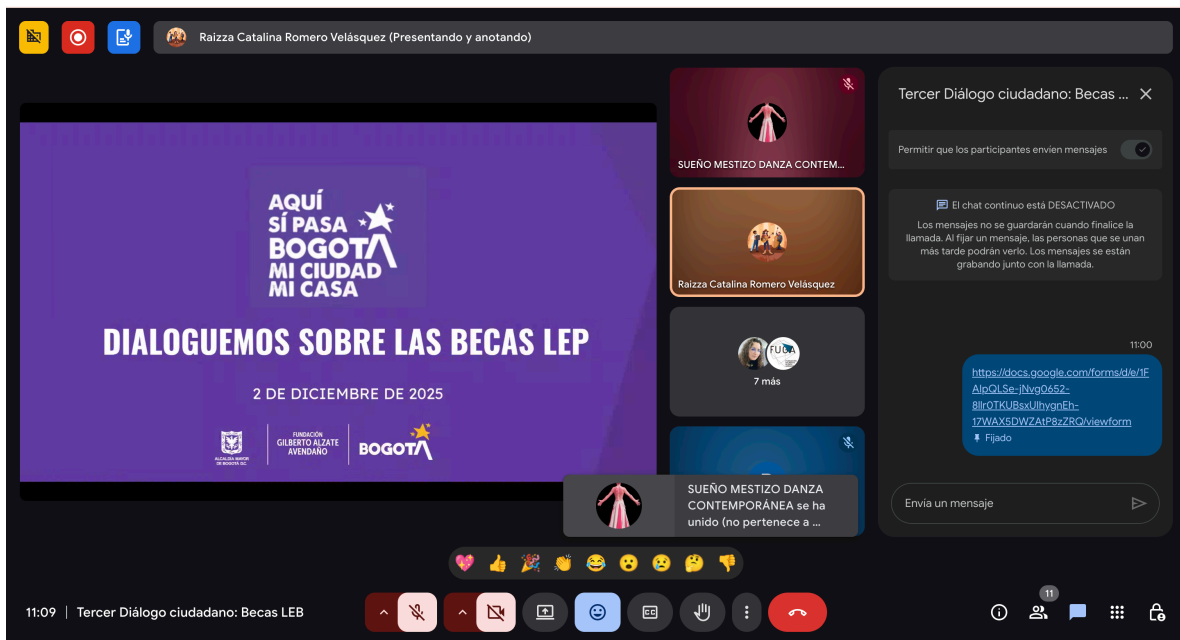 Raizza Catalina Romero Velásquez (Presentando y anotando)
AQUÍ
SÍ PASA
BOGOTÁ
MI CIUDAD
MI CASA
DIALOGUEMOS SOBRE LAS BECAS LEP
2 DE DICIEMBRE DE 2025
ALCALDÍA MAYOR
DE BOGOTÁ D.C.
FUNDACIÓN
GILBERTO ALZATE
AVENDAÑO
BOGOTÁ
SUEÑO MESTIZO DANZA CONTEM...
Raizza Catalina Romero Velásquez
FUGA
7 más
SUEÑO MESTIZO DANZA
CONTEMPORÁNEA se ha
unido (no pertenece a ...
Tercer Diálogo ciudadano: Becas ...
Permitir que los participantes envíen mensajes
El chat continuo está DESACTIVADO
Los mensajes no se guardarán cuando finalice la
llamada. Al fijar un mensaje, las personas que se unan
más tarde podrán verlo. Los mensajes se están
grabando junto con la llamada.
11:00
https://docs.google.com/forms/d/e/1F
AIpQLSe-jNvg0652-
8lIr0TKUBsxUlhygnEh-
17WAX5DWZAtP8zZRQ/viewform
Fijado
Envía un mensaje
11:09 | Tercer Diálogo ciudadano: Becas LEB
CC
11